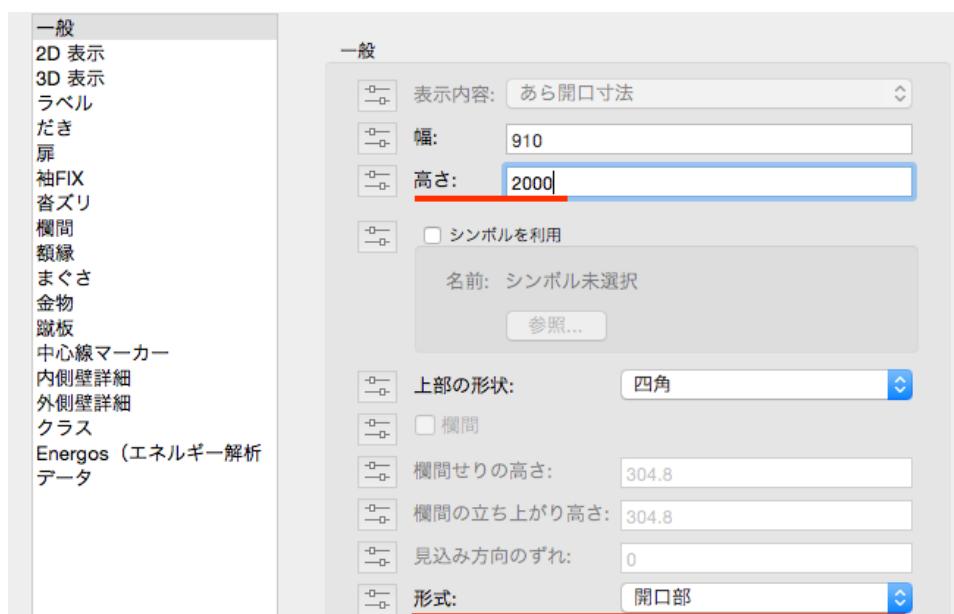 一般
2D 表示
3D 表示
ラベル
だき
扉
袖FIX
沓ズリ
欄間
額縁
まぐさ
金物
蹴板
中心線マーカー
内側壁詳細
外側壁詳細
クラス
Energos（エネルギー解析
データ
一般
表示内容: あら開口寸法
幅: 910
高さ: 2000
シンボルを利用
名前: シンボル未選択
参照...
上部の形状: 四角
欄間
欄間せりの高さ: 304.8
欄間の立ち上がり高さ: 304.8
見込み方向のずれ: 0
形式: 開口部